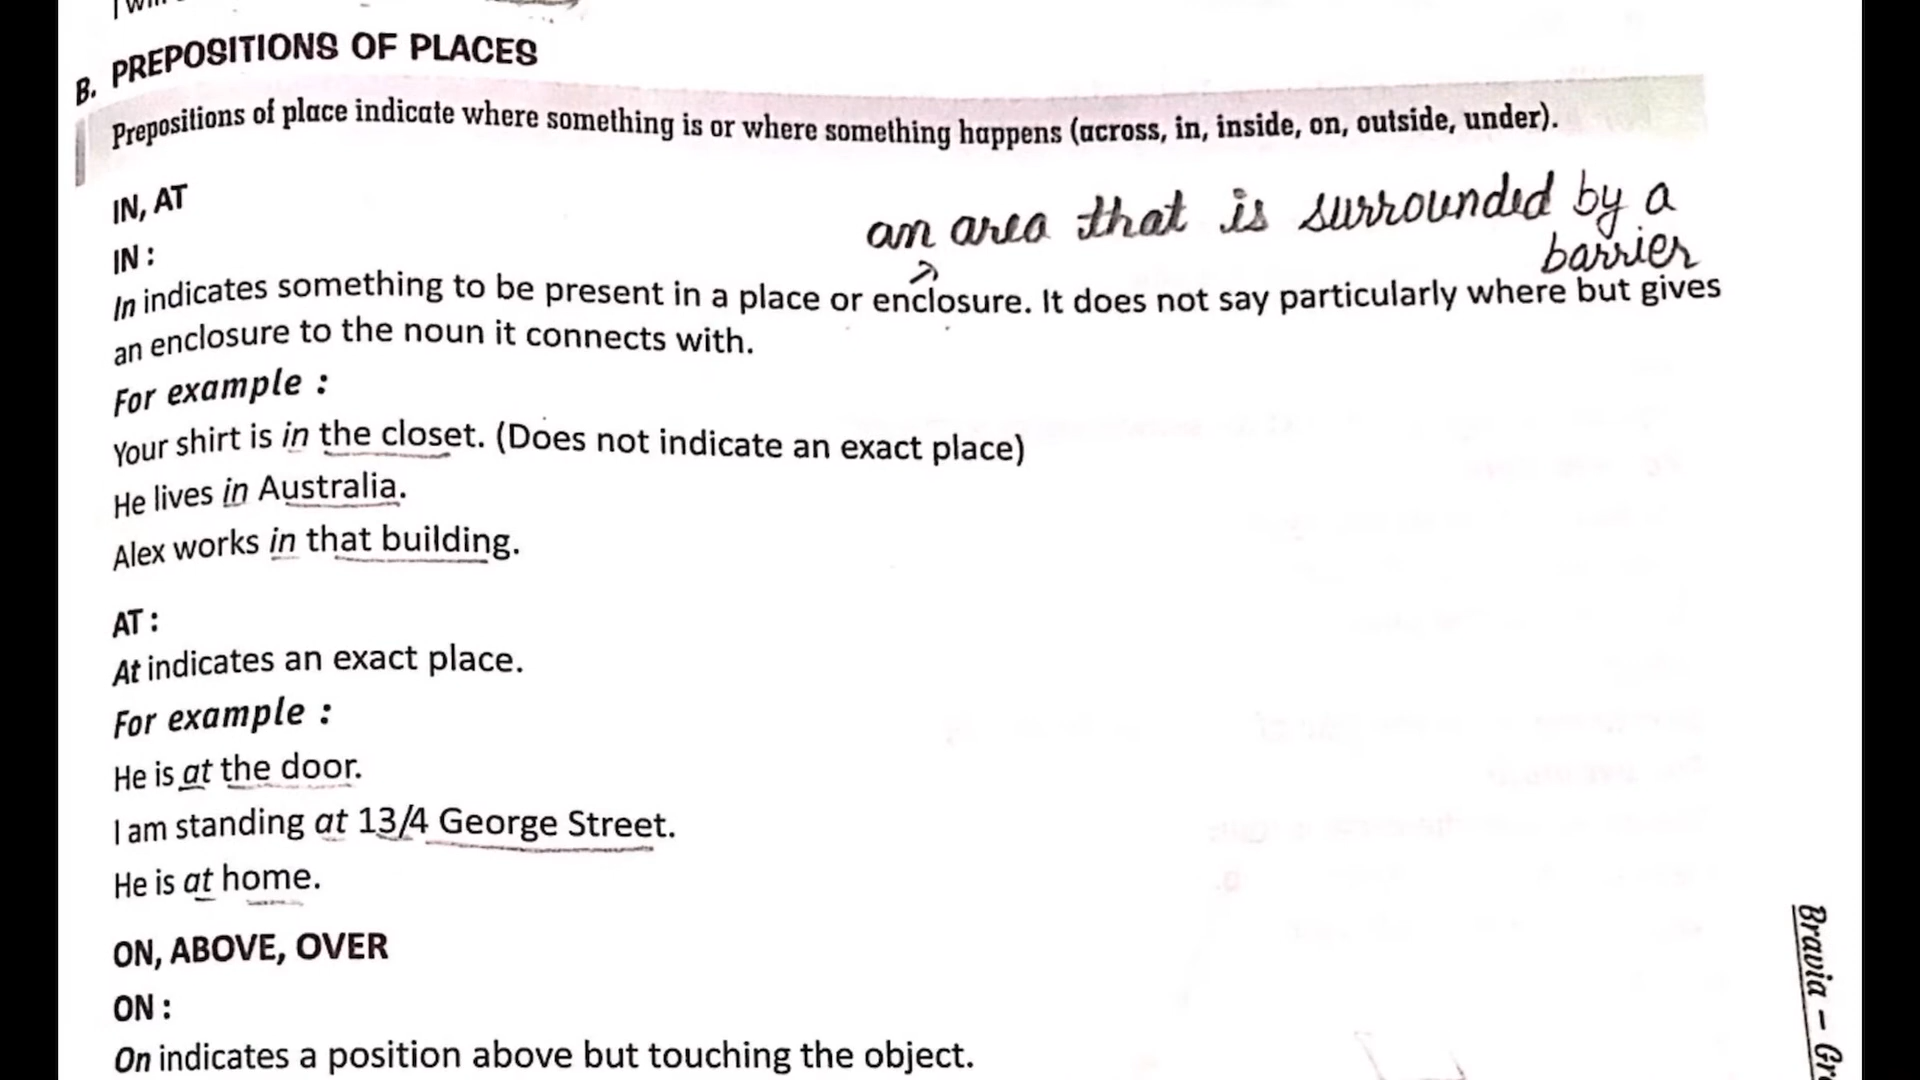 B. PREPOSITIONS OF PLACES
Prepositions of place indicate where something is or where something happens (across, in, inside, on, outside, under).
IN, AT
an area that is surrounded by a
barrier
IN :
In indicates something to be present in a place or enclosure. It does not say particularly where but gives
an enclosure to the noun it connects with.
For example :
Your shirt is in the closet. (Does not indicate an exact place)
He lives in Australia.
Alex works in that building.
AT :
At indicates an exact place.
For example :
He is at the door.
I am standing at 13/4 George Street.
He is at home.
ON, ABOVE, OVER
ON :
On indicates a position above but touching the object.
Bravia –